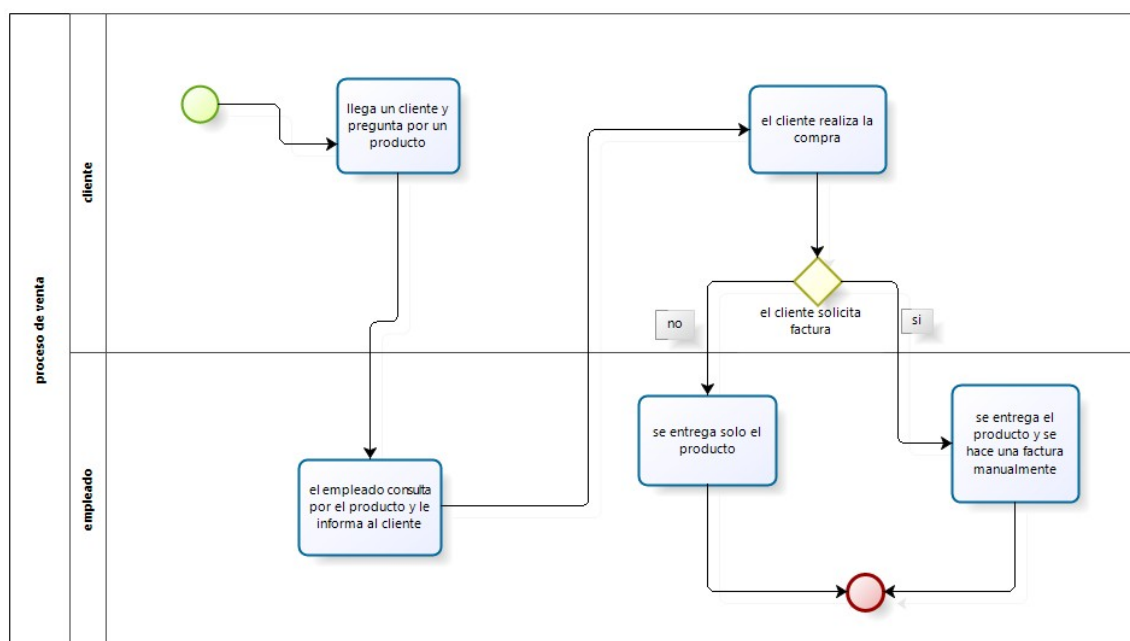 proceso de venta
cliente
llega un cliente y
pregunta por un
producto
el cliente realiza la
compra
el cliente solicita
factura
no
si
empleado
el empleado consulta
por el producto y le
informa al cliente
se entrega solo el
producto
se entrega el
producto y se
hace una factura
manualmente